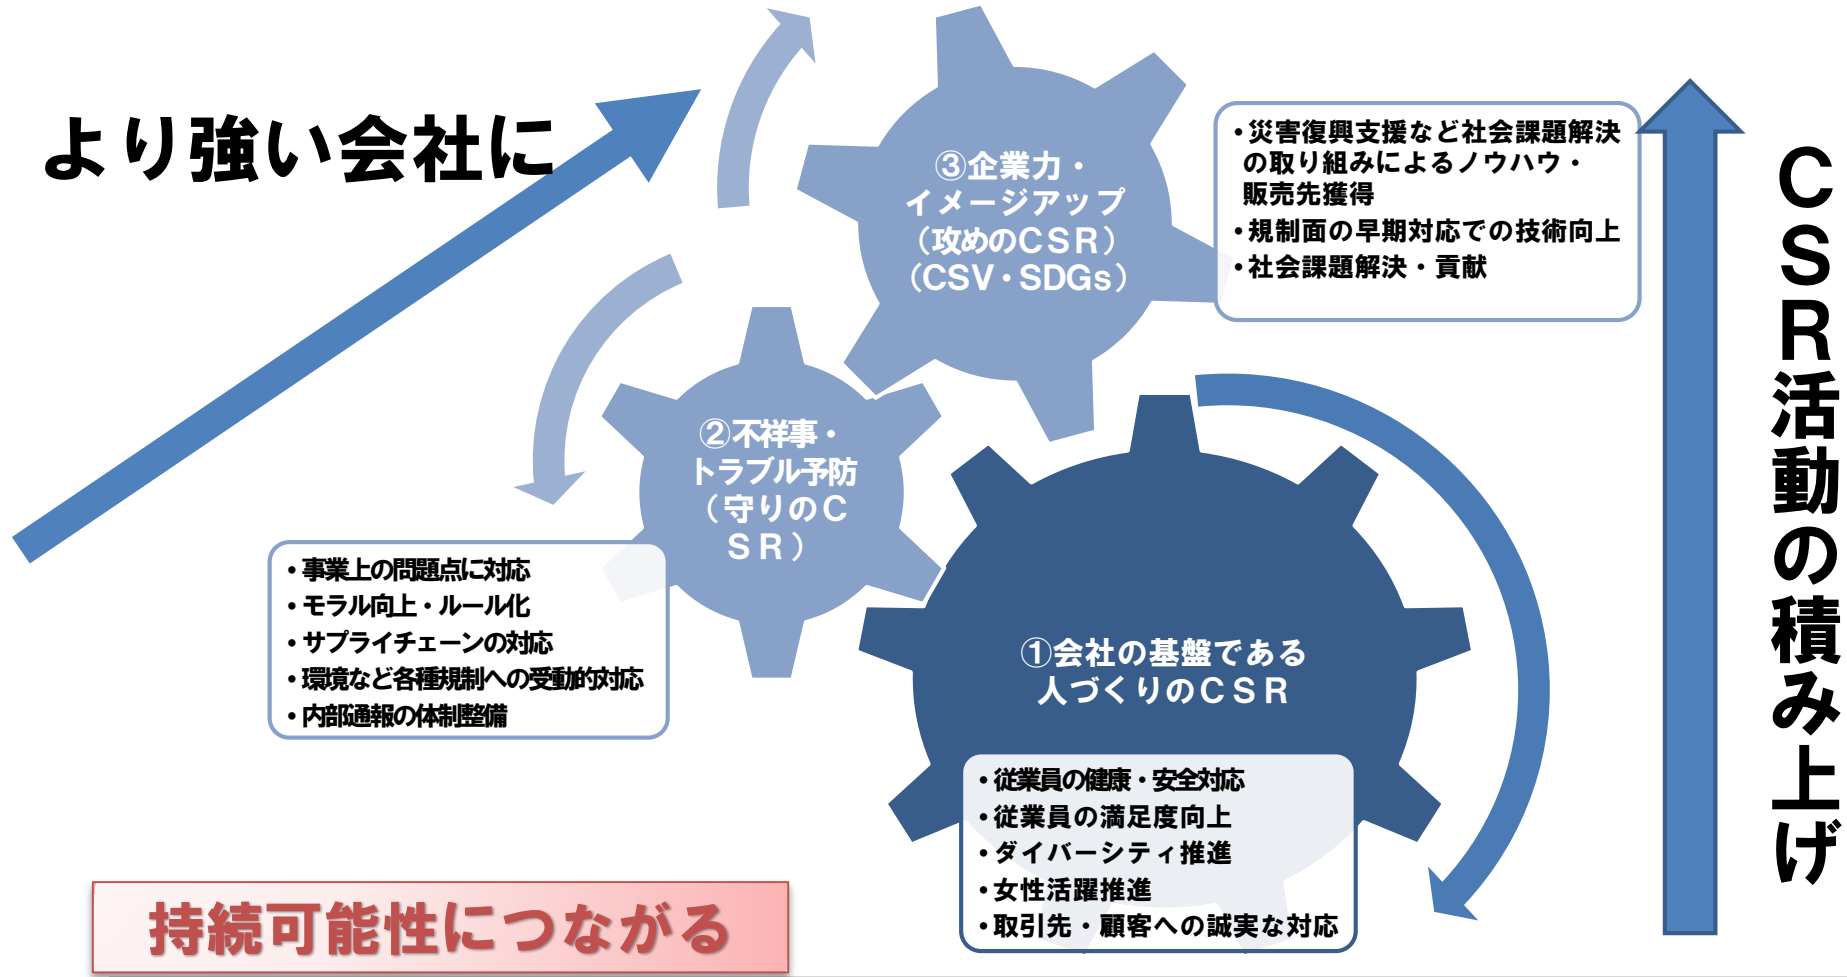 より強い会社に
③企業力・
イメージアップ
（攻めのＣＳＲ）
（CSV・SDGs）
・災害復興支援など社会課題解決
の取り組みによるノウハウ・
販売先獲得
・規制面の早期対応での技術向上
・社会課題解決・貢献
②不祥事・
トラブル予防
（守りのＣ
ＳＲ）
・事業上の問題点に対応
・モラル向上・ルール化
・サプライチェーンの対応
・環境など各種規制への受動的対応
・内部通報の体制整備
①会社の基盤である
人づくりのＣＳＲ
・従業員の健康・安全対応
・従業員の満足度向上
・ダイバーシティ推進
・女性活躍推進
・取引先・顧客への誠実な対応
ＣＳＲ活動の積み上げ
持続可能性につながる